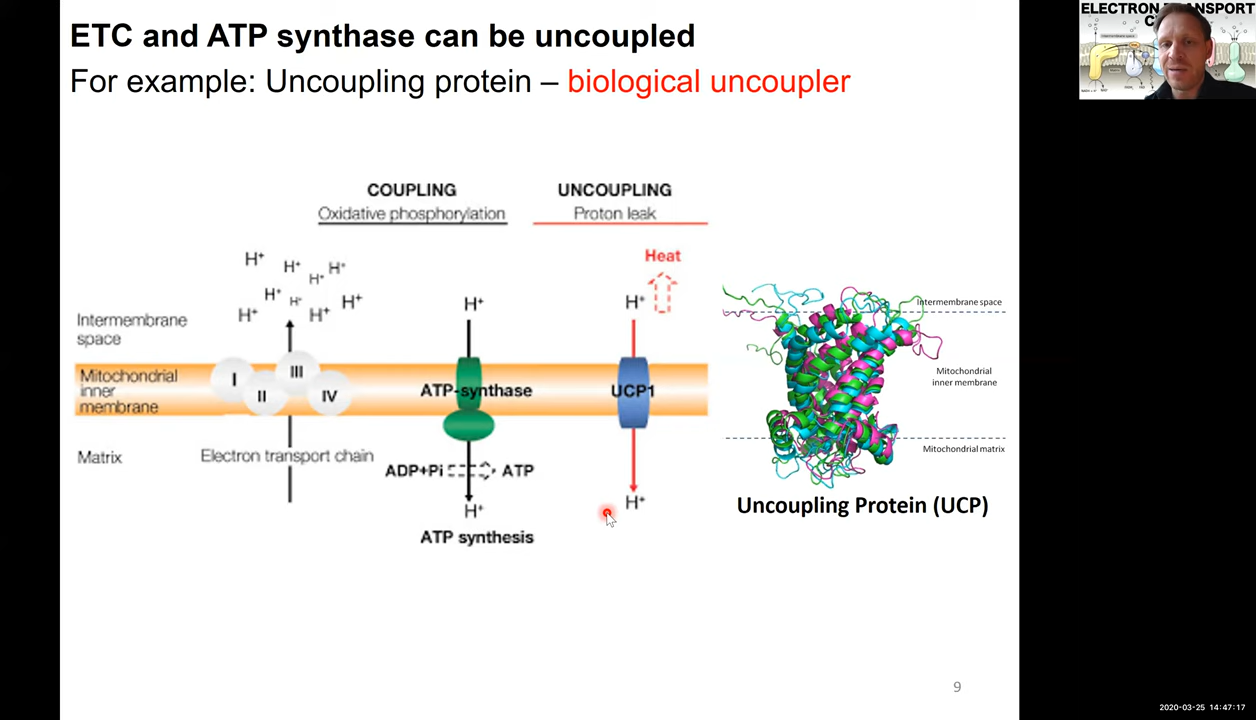 ETC and ATP synthase can be uncoupled
For example: Uncoupling protein – biological uncoupler
COUPLING
Oxidative phosphorylation
UNCOUPLING
Proton leak
Heat
H⁺
H⁺
H⁺
H⁺
H⁺
H⁺
H⁺
H⁺
H⁺
H⁺
H⁺
Intermembrane
space
Mitochondrial
inner
membrane
I
II
III
IV
ATP-synthase
UCP1
Matrix
Electron transport chain
ADP+Pi
ATP
H⁺
H⁺
ATP synthesis
Intermembrane space
Mitochondrial
inner membrane
Mitochondrial matrix
Uncoupling Protein (UCP)
9
ELECTRON TRANSPORT
2020-03-25 14:47:17